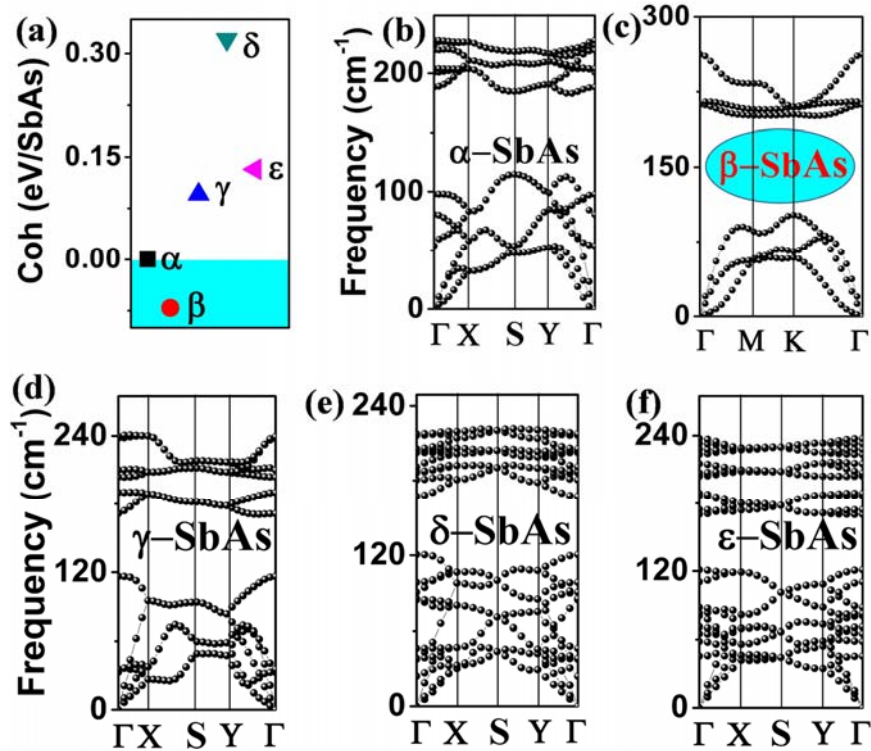 (a)
Coh (eV/SbAs)
0.30
0.15
0.00
δ
ε
γ
α
β
(b)
Frequency (cm⁻¹)
200
100
0
α–SbAs
Γ X S Y Γ
(c)
300
150
0
β–SbAs
Γ M K Γ
(d)
Frequency (cm⁻¹)
240
120
0
γ–SbAs
Γ X S Y Γ
(e)
240
120
0
δ–SbAs
Γ X S Y Γ
(f)
240
120
0
ε–SbAs
Γ X S Y Γ